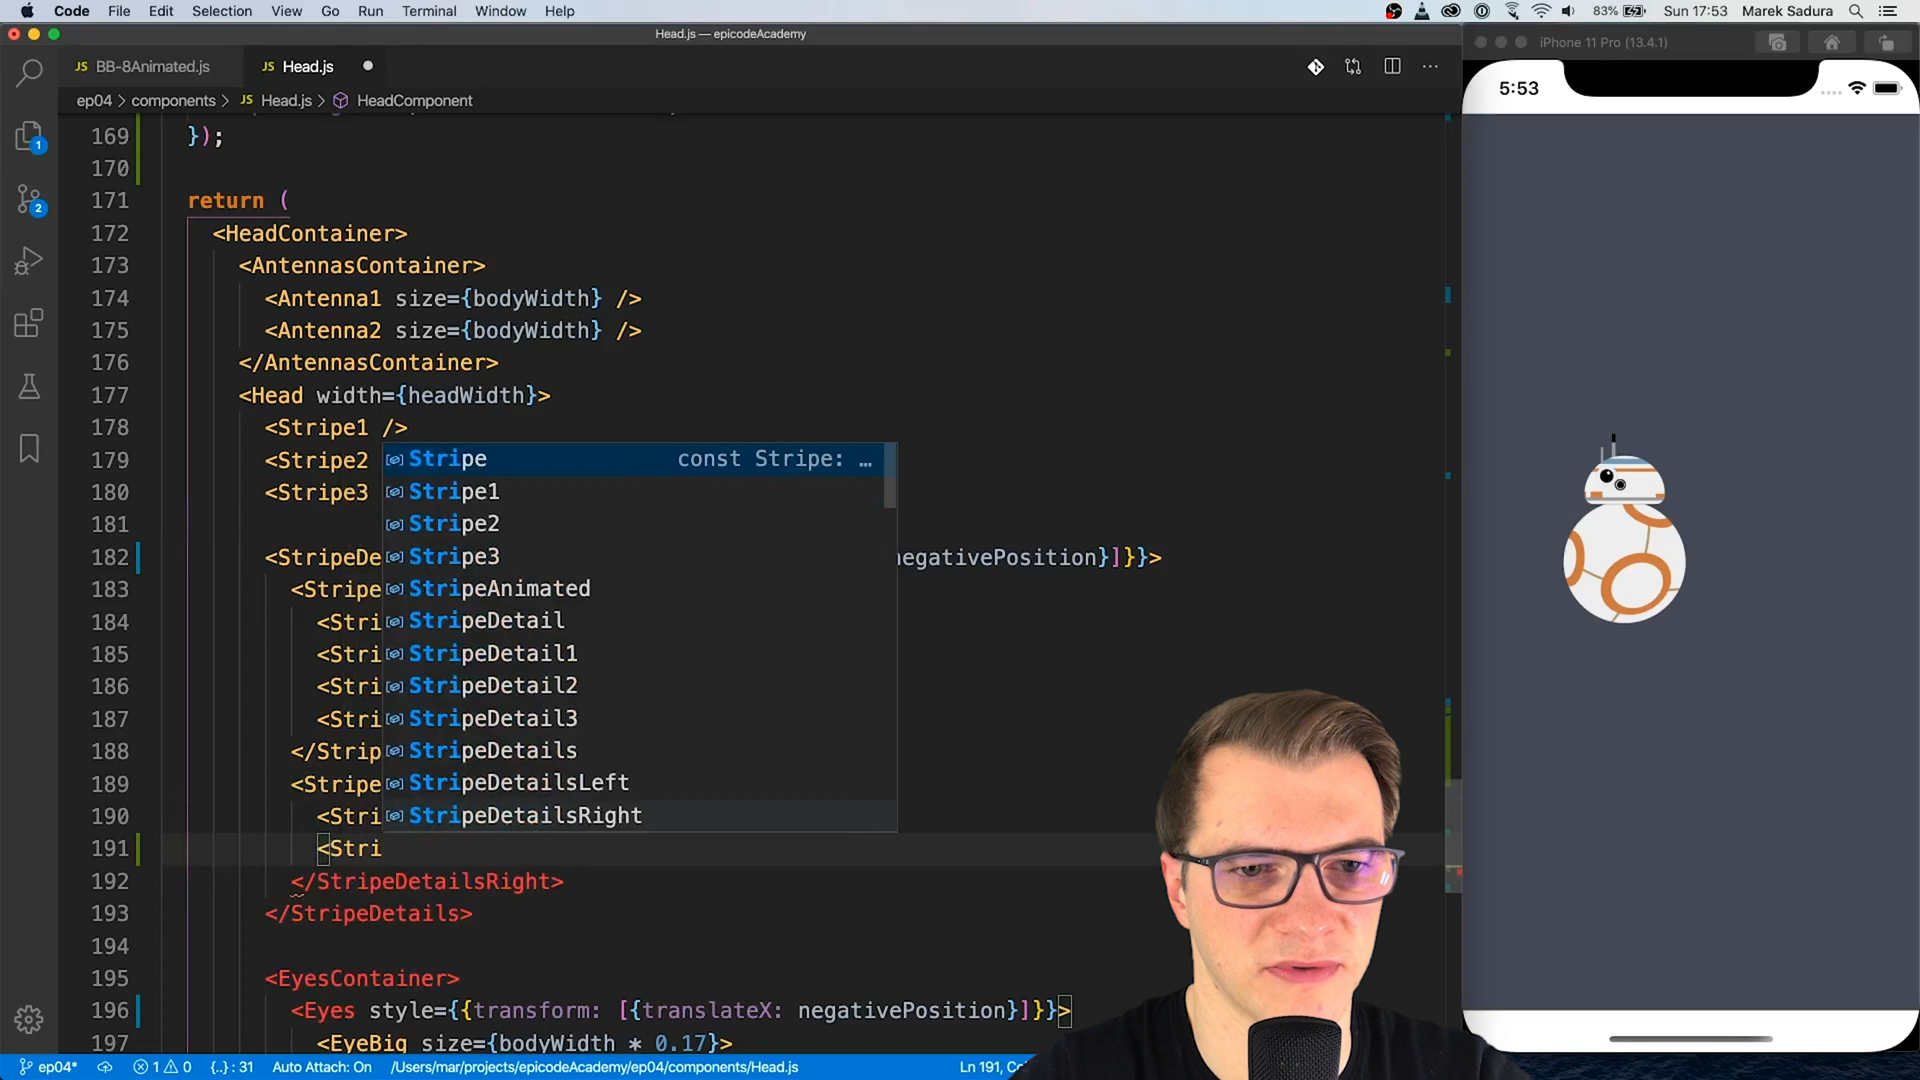 Code File Edit Selection View Go Run Terminal Window Help 83% Sun 17:53 Marek Sadura
Head.js — epicodeAcademy
iPhone 11 Pro (13.4.1)
JS BB-8Animated.js JS Head.js
ep04 > components > JS Head.js > HeadComponent
5:53
169 });
170
171 return (
172 <HeadContainer>
173 <AntennasContainer>
174 <Antenna1 size={bodyWidth} />
175 <Antenna2 size={bodyWidth} />
176 </AntennasContainer>
177 <Head width={headWidth}>
178 <Stripe1 />
179 <Stripe2
180 <Stripe3
181
182 <StripeDe negativePosition}]}}>
183 <Stripe
184 <Stri
185 <Stri
186 <Stri
187 <Stri
188 </Strip
189 <Stripe
190 <Stri
191 <Stri
192 </StripeDetailsRight>
193 </StripeDetails>
194
195 <EyesContainer>
196 <Eyes style={{transform: [{translateX: negativePosition}]}}>
197 <EyeBig size={bodyWidth * 0.17}>
Stripe const Stripe: …
Stripe1
Stripe2
Stripe3
StripeAnimated
StripeDetail
StripeDetail1
StripeDetail2
StripeDetail3
StripeDetails
StripeDetailsLeft
StripeDetailsRight
1
2
ep04* 1 0 {..} : 31 Auto Attach: On /Users/mar/projects/epicodeAcademy/ep04/components/Head.js Ln 191,